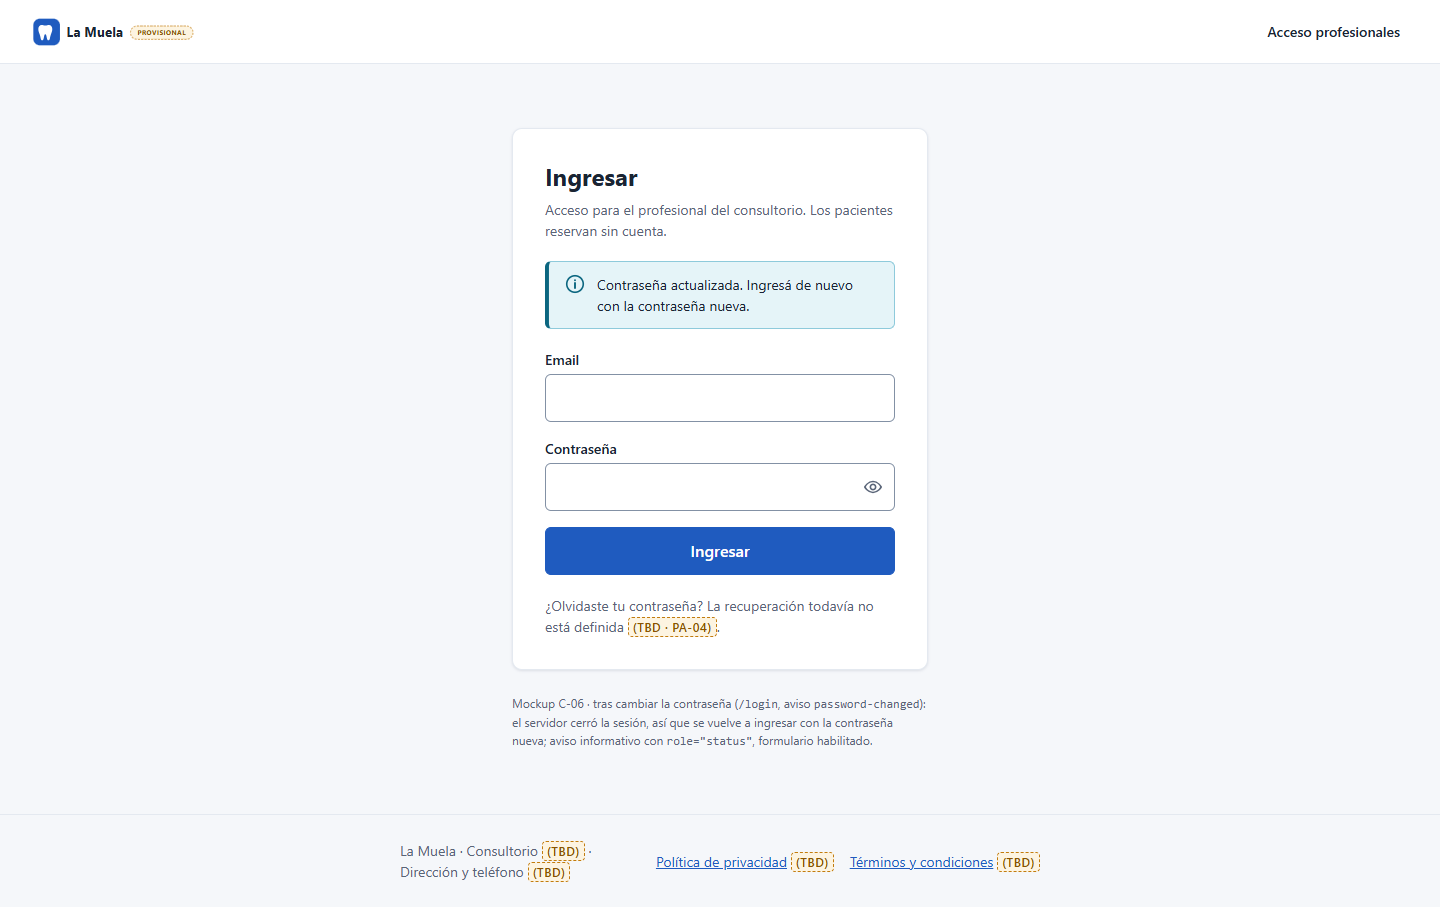 La Muela PROVISIONAL
Acceso profesionales
Ingresar
Acceso para el profesional del consultorio. Los pacientes
reservan sin cuenta.
Contraseña actualizada. Ingresá de nuevo
con la contraseña nueva.
Email
Contraseña
Ingresar
¿Olvidaste tu contraseña? La recuperación todavía no
está definida (TBD · PA-04).
Mockup C-06 · tras cambiar la contraseña (/login, aviso password-changed):
el servidor cerró la sesión, así que se vuelve a ingresar con la contraseña
nueva; aviso informativo con role="status", formulario habilitado.
La Muela · Consultorio (TBD) ·
Dirección y teléfono (TBD)
Política de privacidad (TBD) Términos y condiciones (TBD)